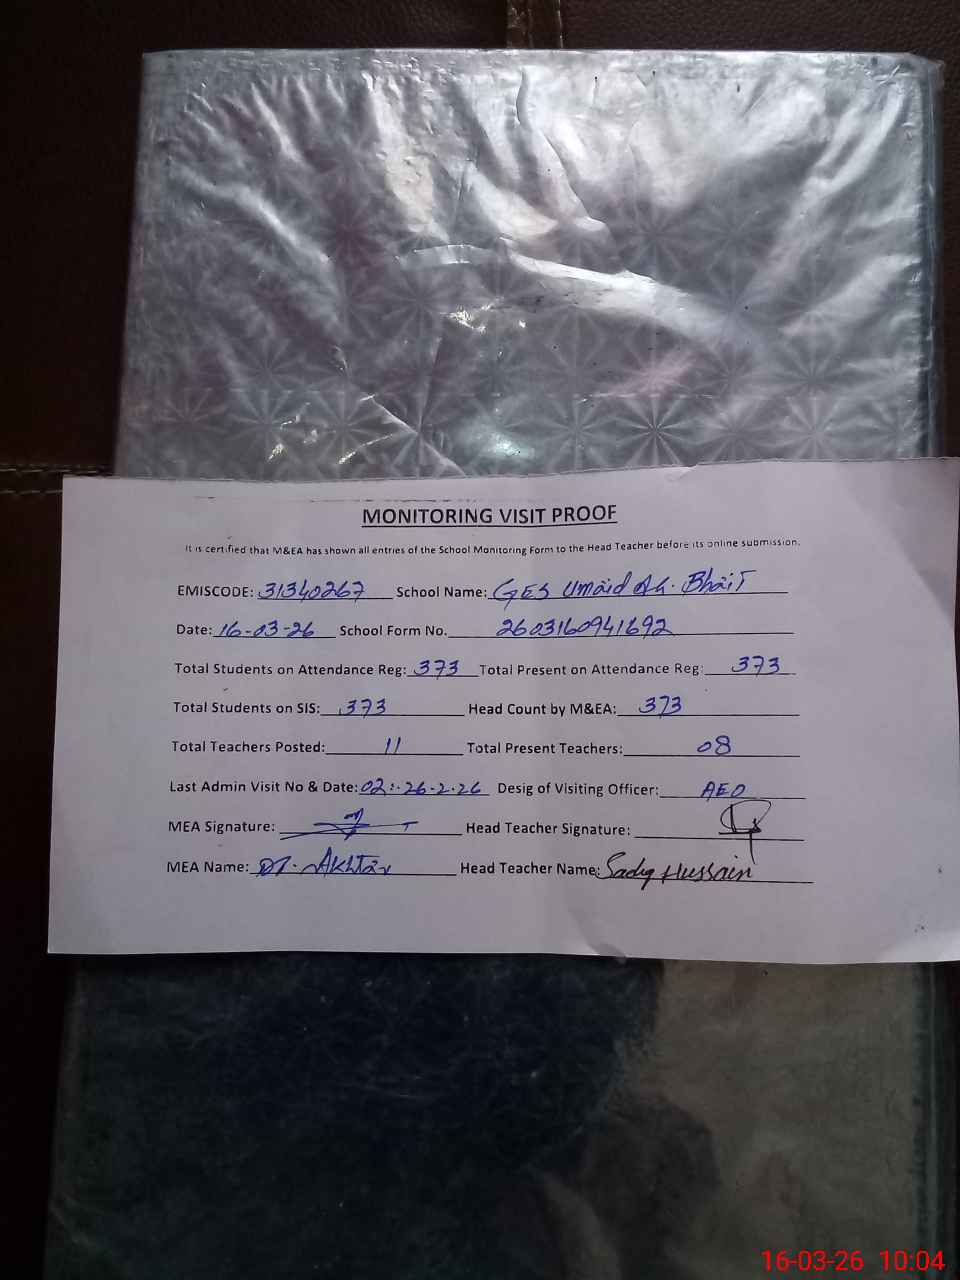 MONITORING VISIT PROOF
It is certified that M&EA has shown all entries of the School Monitoring Form to the Head Teacher before its online submission.
EMISCODE: 31340267 School Name: GES Umaid Ali Bhait
Date: 16-03-26 School Form No. 2603160941692
Total Students on Attendance Reg: 373 Total Present on Attendance Reg: 373
Total Students on SIS: 373 Head Count by M&EA: 373
Total Teachers Posted: 11 Total Present Teachers: 08
Last Admin Visit No & Date: 02:-26-2-26 Desig of Visiting Officer: AEO
MEA Signature: Head Teacher Signature:
MEA Name: Akhtar Head Teacher Name: Sadiq Hussain
16-03-26 10:04